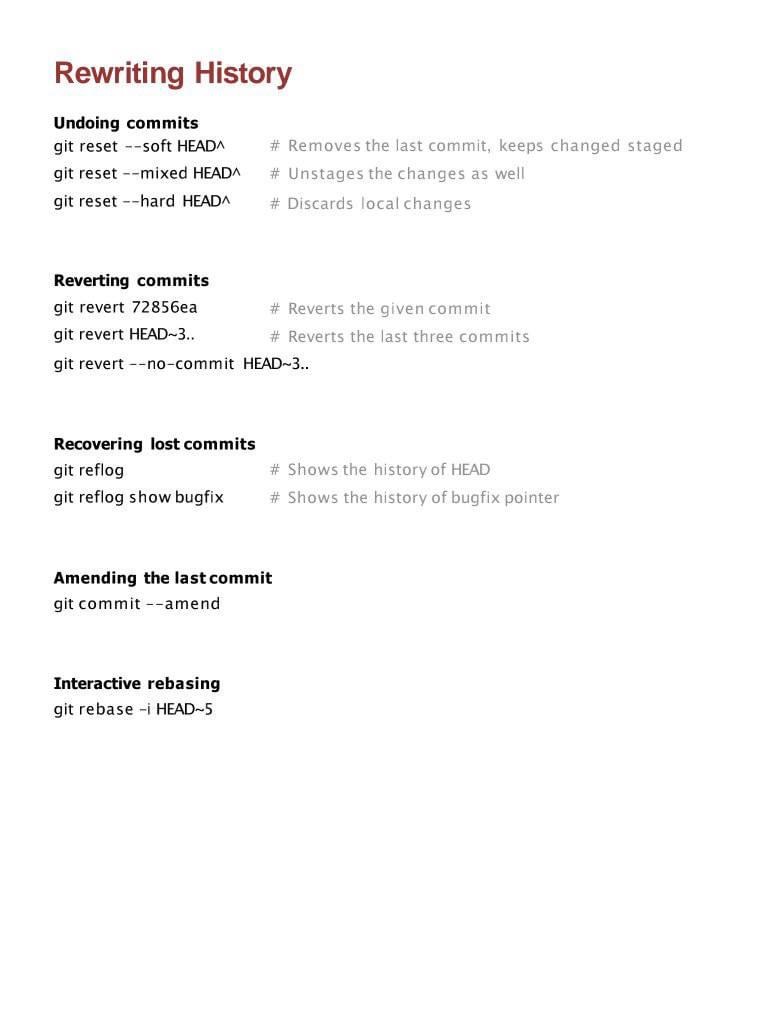 Rewriting History
Undoing commits
git reset --soft HEAD^ # Removes the last commit, keeps changed staged
git reset --mixed HEAD^ # Unstages the changes as well
git reset --hard HEAD^ # Discards local changes
Reverting commits
git revert 72856ea # Reverts the given commit
git revert HEAD~3.. # Reverts the last three commits
git revert --no-commit HEAD~3..
Recovering lost commits
git reflog # Shows the history of HEAD
git reflog show bugfix # Shows the history of bugfix pointer
Amending the last commit
git commit --amend
Interactive rebasing
git rebase -i HEAD~5